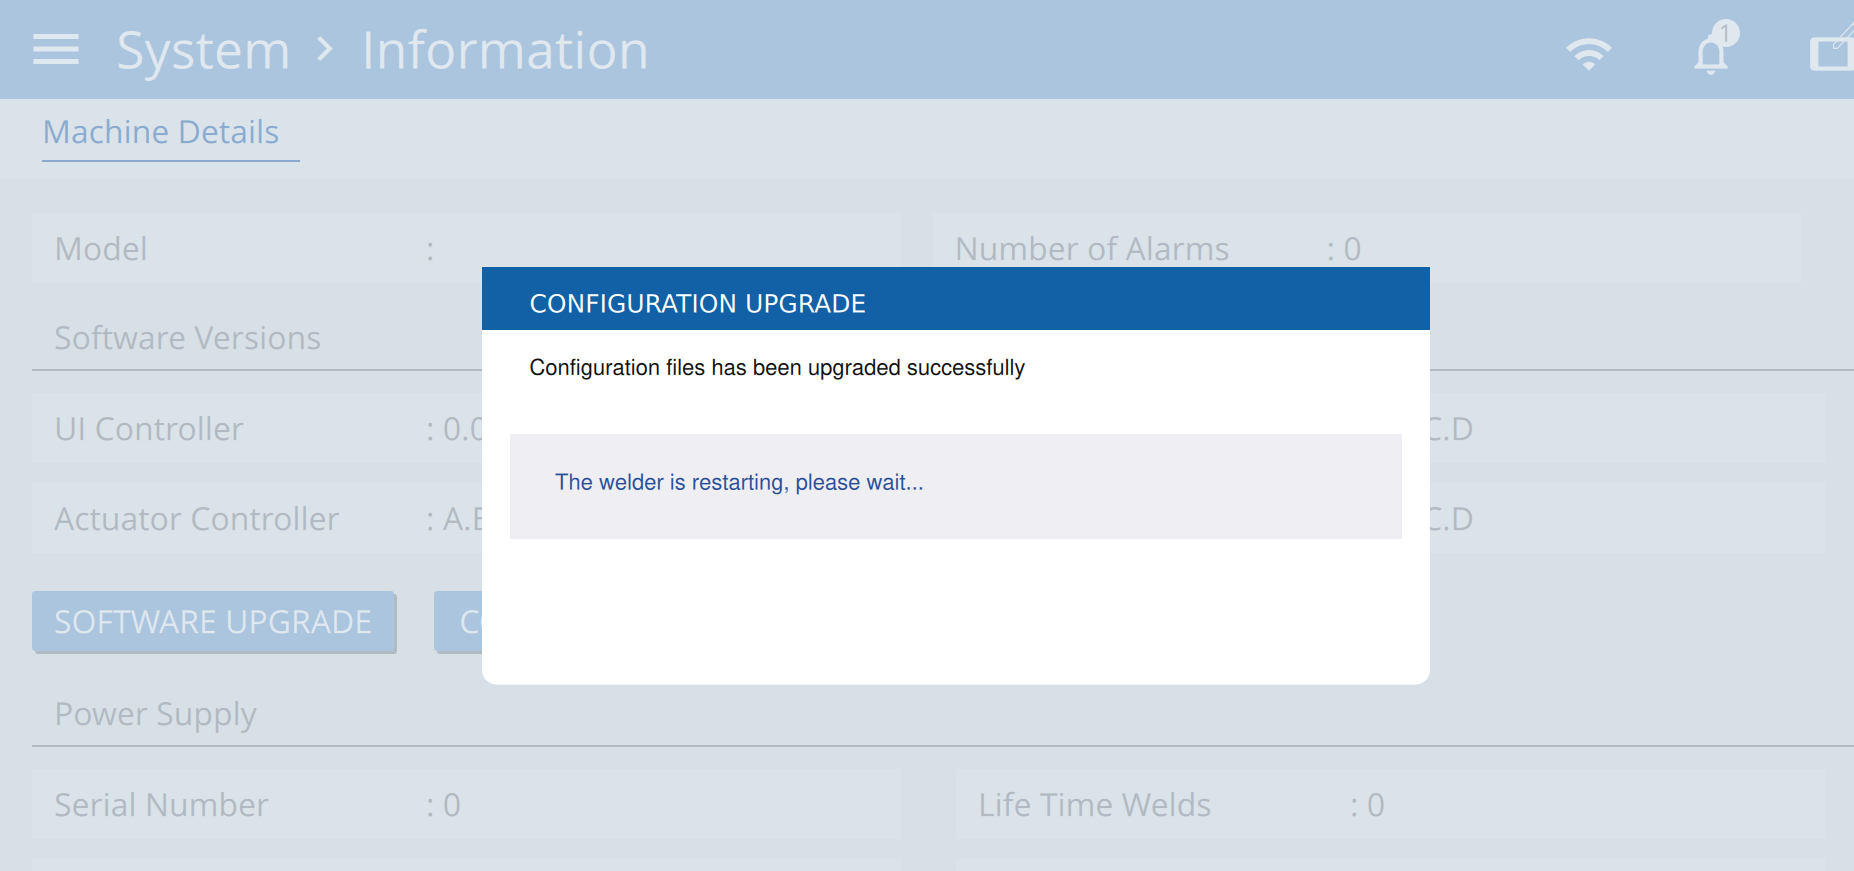 System > Information
1
Machine Details
Model :
Number of Alarms : 0
CONFIGURATION UPGRADE
Configuration files has been upgraded successfully
The welder is restarting, please wait...
Software Versions
UI Controller : 0.0
C.D
Actuator Controller : A.B
C.D
SOFTWARE UPGRADE
Power Supply
Serial Number : 0
Life Time Welds : 0